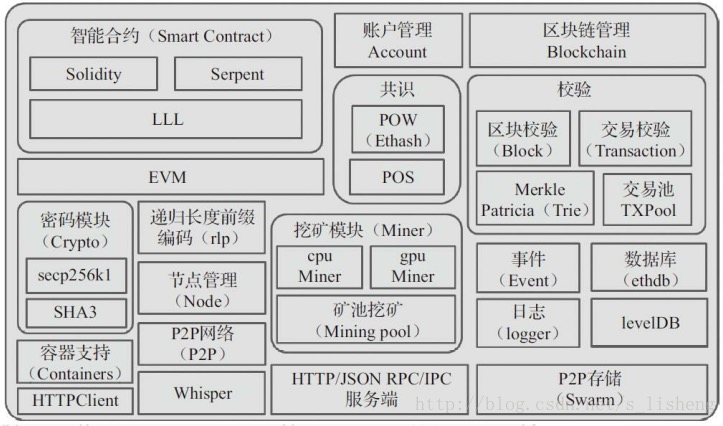 智能合约（Smart Contract）
Solidity
Serpent
LLL
EVM
账户管理
Account
区块链管理
Blockchain
共识
POW
（Ethash）
POS
校验
区块校验
（Block）
交易校验
（Transaction）
Merkle
Patricia（Trie）
交易池
TXPool
密码模块
（Crypto）
secp256k1
SHA3
递归长度前缀
编码（rlp）
节点管理
（Node）
P2P网络
（P2P）
Whisper
容器支持
（Containers）
HTTPClient
挖矿模块（Miner）
cpu
Miner
gpu
Miner
矿池挖矿
（Mining pool）
HTTP/JSON RPC/IPC
服务端
事件
（Event）
数据库
（ethdb）
日志
（logger）
levelDB
P2P存储
（Swarm）
http://blog.csdn.net/s_lisheng